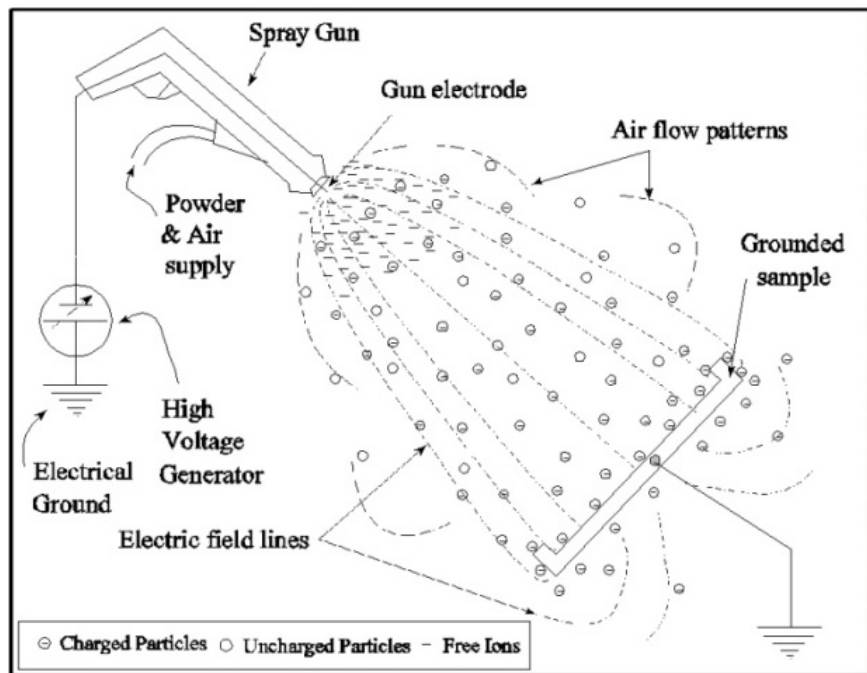 Spray Gun
Gun electrode
Air flow patterns
Powder
& Air
supply
Grounded
sample
High
Voltage
Generator
Electrical
Ground
Electric field lines
Charged Particles Uncharged Particles Free Ions